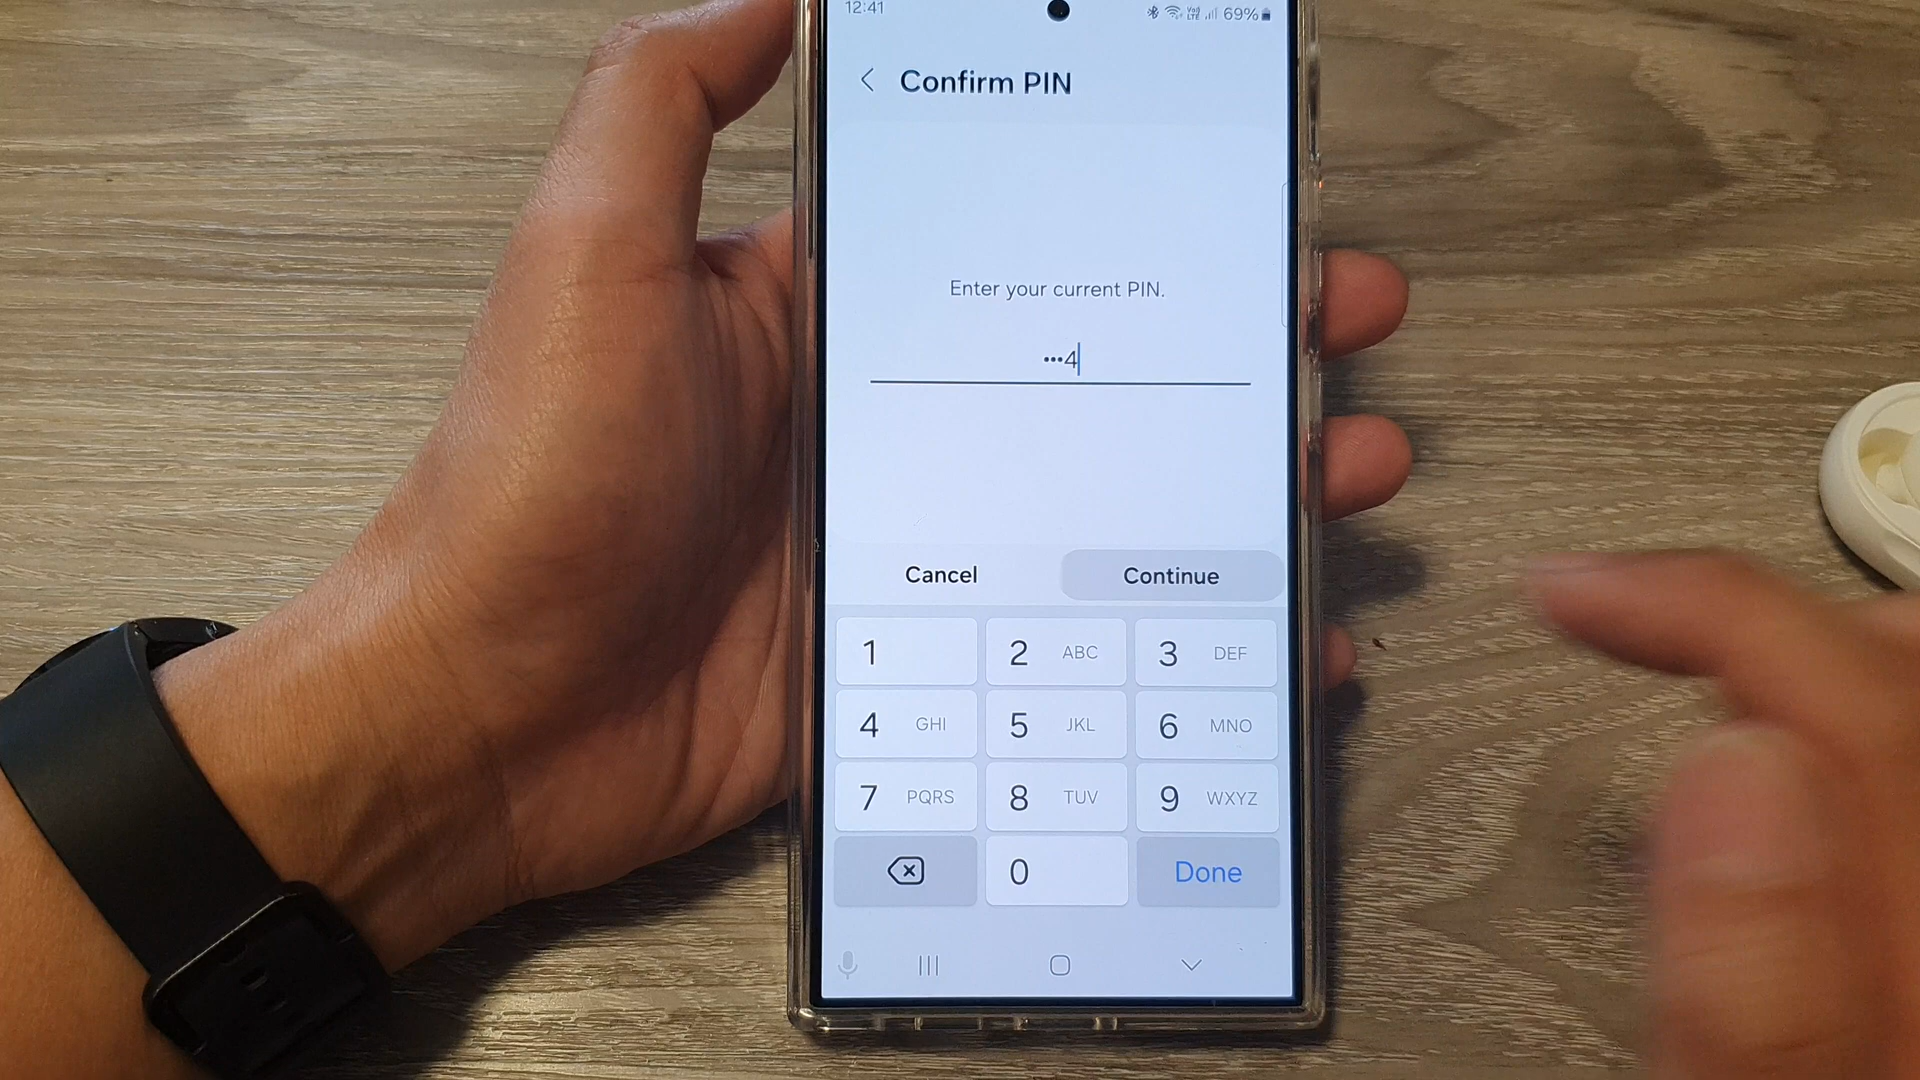 12:41 69%
Confirm PIN
Enter your current PIN.
•••4
Cancel Continue
1 2 ABC 3 DEF
4 GHI 5 JKL 6 MNO
7 PQRS 8 TUV 9 WXYZ
0 Done